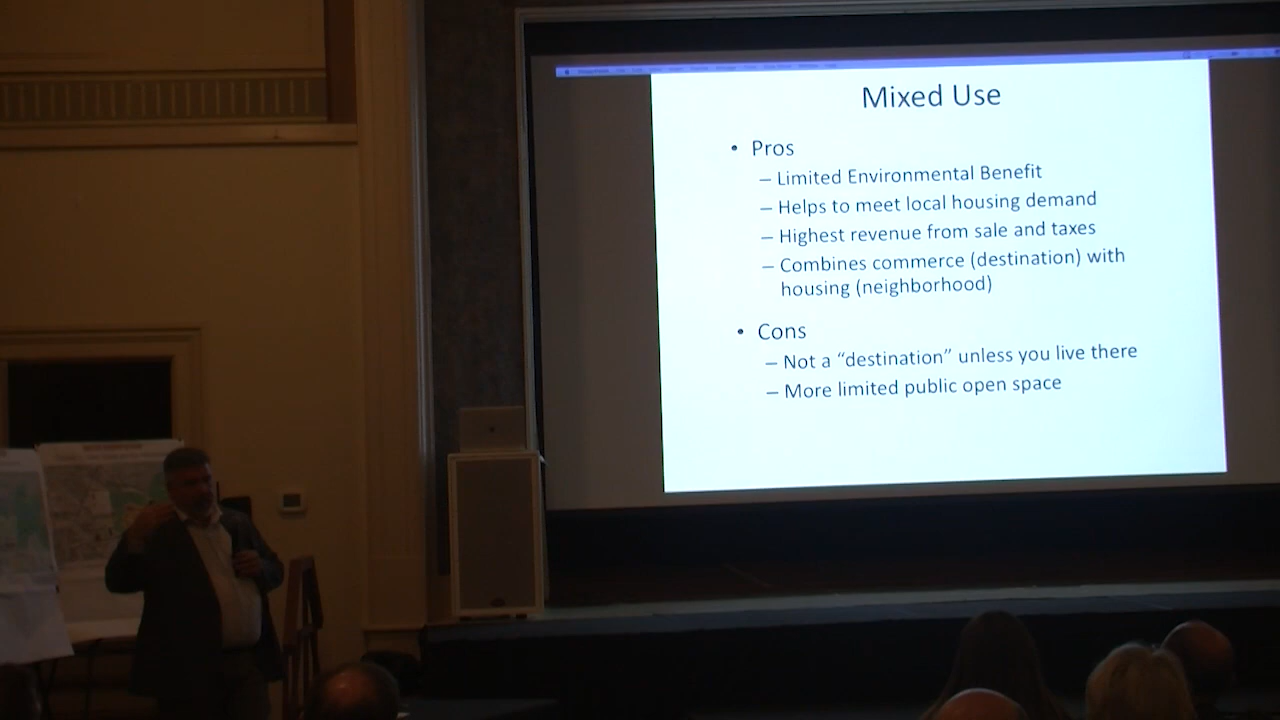 Mixed Use
• Pros
– Limited Environmental Benefit
– Helps to meet local housing demand
– Highest revenue from sale and taxes
– Combines commerce (destination) with
housing (neighborhood)
• Cons
– Not a “destination” unless you live there
– More limited public open space